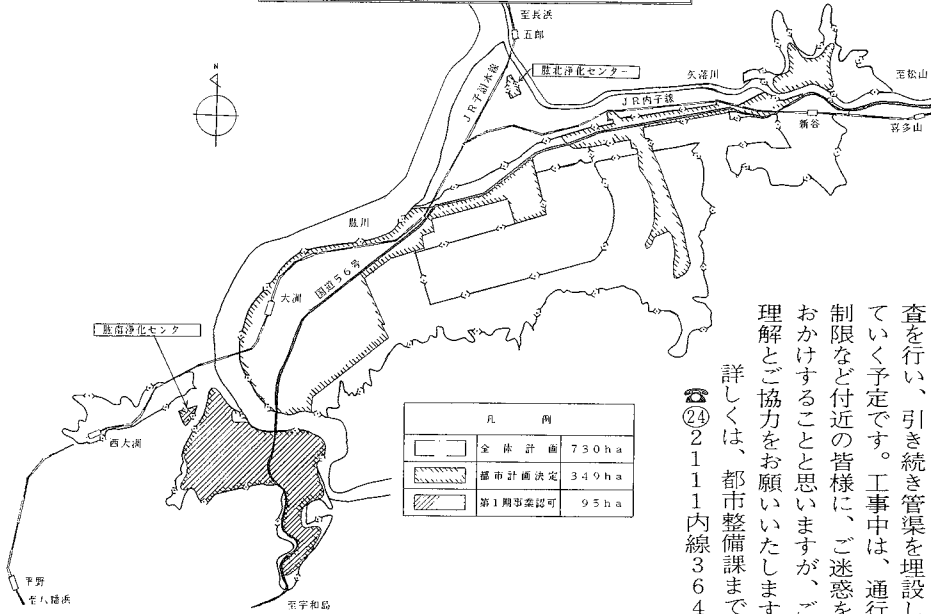 至長浜
五郎
肱北浄化センター
久落川
至松山
JR予讃本線
JR内子線
新谷
喜多山
肱川
国道56号
大洲
肱南浄化センター
西大洲
平野
至八幡浜
至宇和島
N
凡例
全体計画 730ha
都市計画決定 349ha
第1期事業認可 95ha
査を行い、引き続き管渠を埋設し
ていく予定です。工事中は、通行
制限など付近の皆様に、ご迷惑を
おかけすることと思いますが、ご
理解とご協力をお願いいたします
詳しくは、都市整備課まで
☎㉔2111内線364